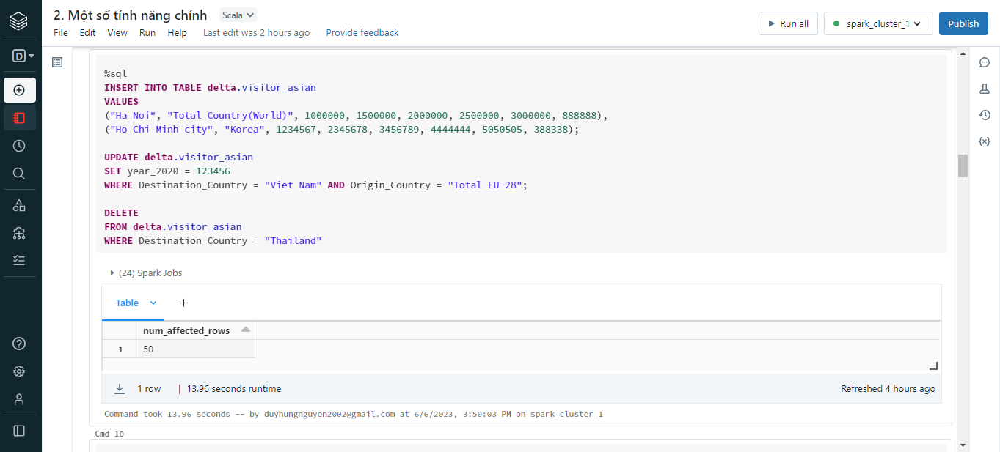 2. Một số tính năng chính Scala
File Edit View Run Help Last edit was 2 hours ago Provide feedback
Run all spark_cluster_1 Publish
D
%sql
INSERT INTO TABLE delta.visitor_asian
VALUES
("Ha Noi", "Total Country(World)", 1000000, 1500000, 2000000, 2500000, 3000000, 888888),
("Ho Chi Minh city", "Korea", 1234567, 2345678, 3456789, 4444444, 5050505, 388338);
UPDATE delta.visitor_asian
SET year_2020 = 123456
WHERE Destination_Country = "Viet Nam" AND Origin_Country = "Total EU-28";
DELETE
FROM delta.visitor_asian
WHERE Destination_Country = "Thailand"
(24) Spark Jobs
Table +
num_affected_rows
1 50
1 row | 13.96 seconds runtime Refreshed 4 hours ago
Command took 13.96 seconds -- by duyhungnguyen2002@gmail.com at 6/6/2023, 3:50:03 PM on spark_cluster_1
Cmd 10